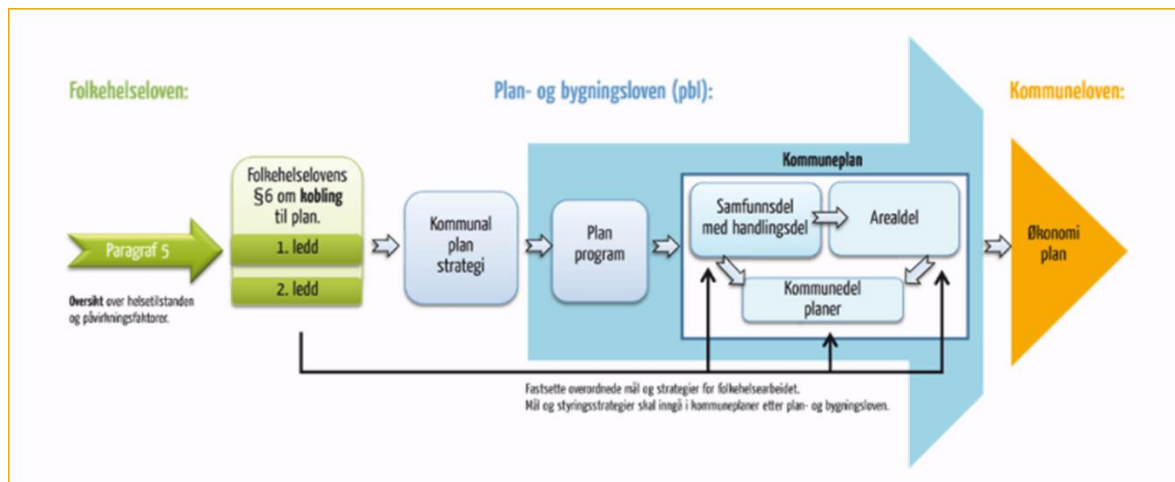 Folkehelseloven:
Plan- og bygningsloven (pbl):
Kommuneloven:
Paragraf 5
Oversikt over helsetilstanden
og påvirkningsfaktorer.
Folkehelselovens
§6 om kobling
til plan.
1. ledd
2. ledd
Kommunal
plan
strategi
Plan
program
Kommuneplan
Samfunnsdel
med handlingsdel
Arealdel
Kommunedel
planer
Økonomi
plan
Fastsette overordnede mål og strategier for folkehelsearbeidet.
Mål og styringsstrategier skal inngå i kommuneplaner etter plan- og bygningsloven.